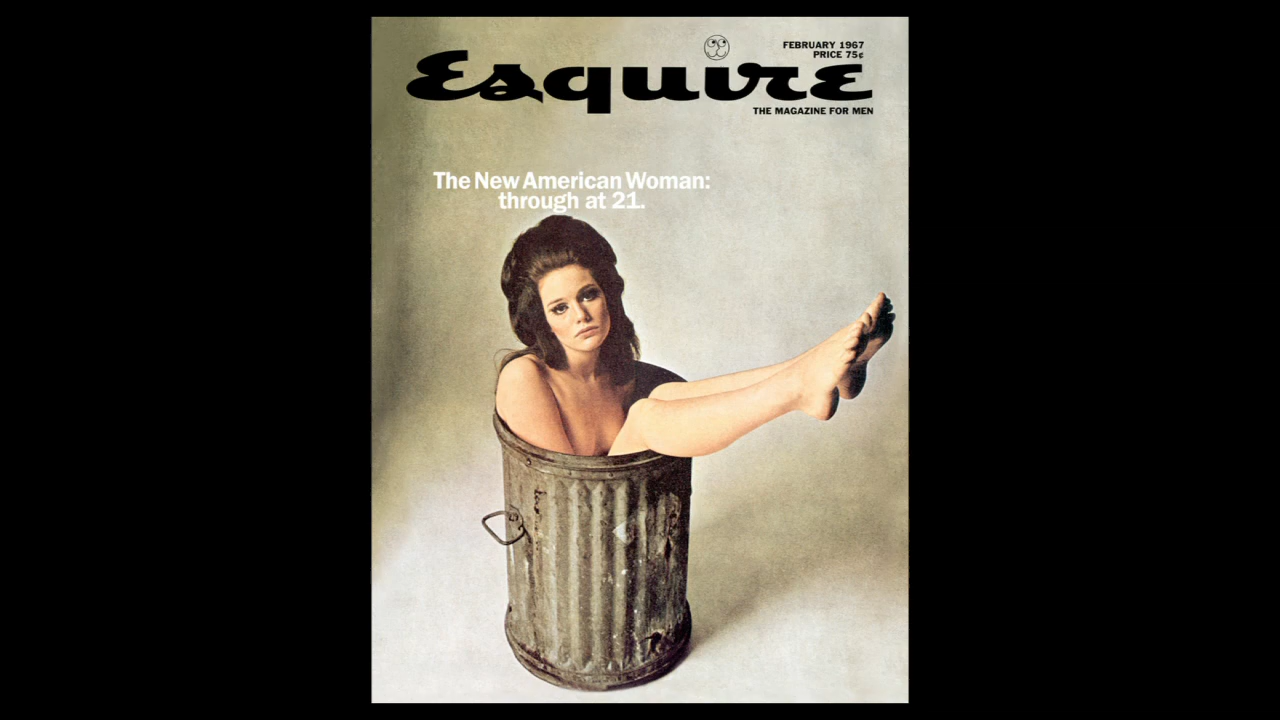 FEBRUARY 1967
PRICE 75¢
Esquire
THE MAGAZINE FOR MEN
The New American Woman:
through at 21.